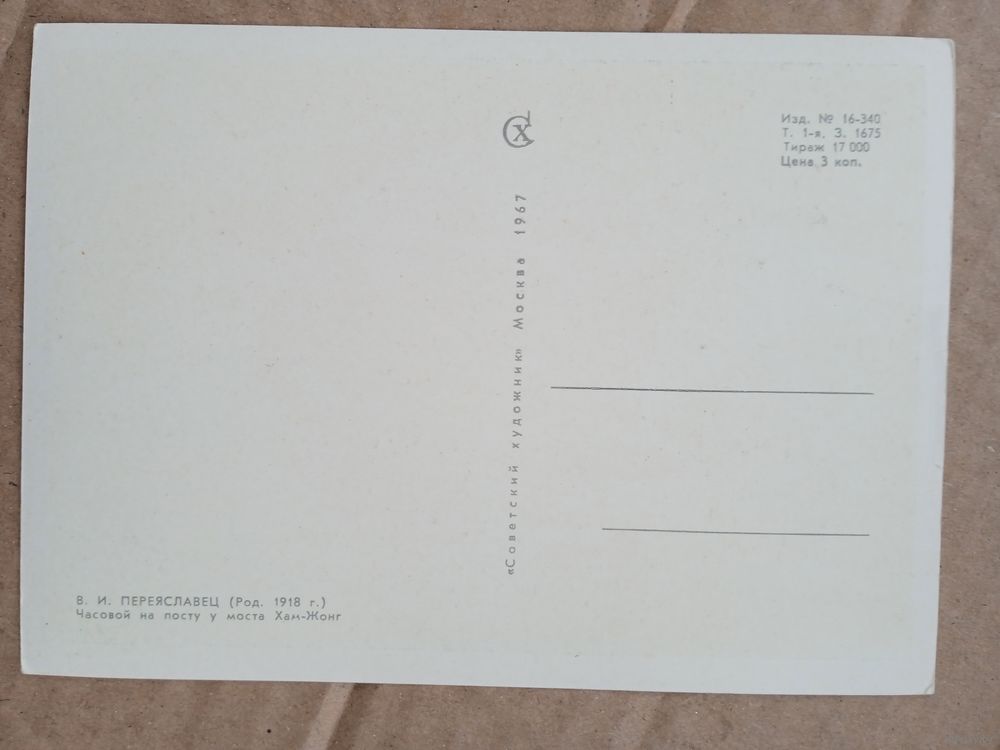 СХ
Изд. № 16-340
Т. 1-я. З. 1675
Тираж 17 000
Цена 3 коп.
«Советский художник» Москва 1967
В. И. ПЕРЕЯСЛАВЕЦ (Род. 1918 г.)
Часовой на посту у моста Хам-Жонг